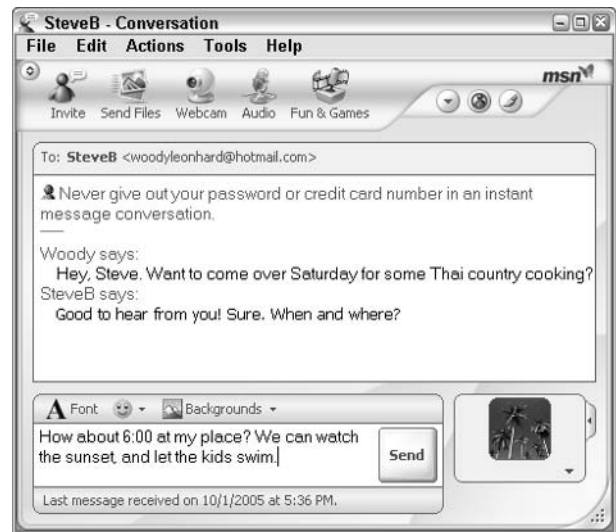 SteveB - Conversation
File Edit Actions Tools Help
msn
Invite Send Files Webcam Audio Fun & Games
To: SteveB <woodyleonhard@hotmail.com>
Never give out your password or credit card number in an instant
message conversation.
Woody says:
Hey, Steve. Want to come over Saturday for some Thai country cooking?
SteveB says:
Good to hear from you! Sure. When and where?
A Font Backgrounds
How about 6:00 at my place? We can watch
the sunset, and let the kids swim.
Send
Last message received on 10/1/2005 at 5:36 PM.